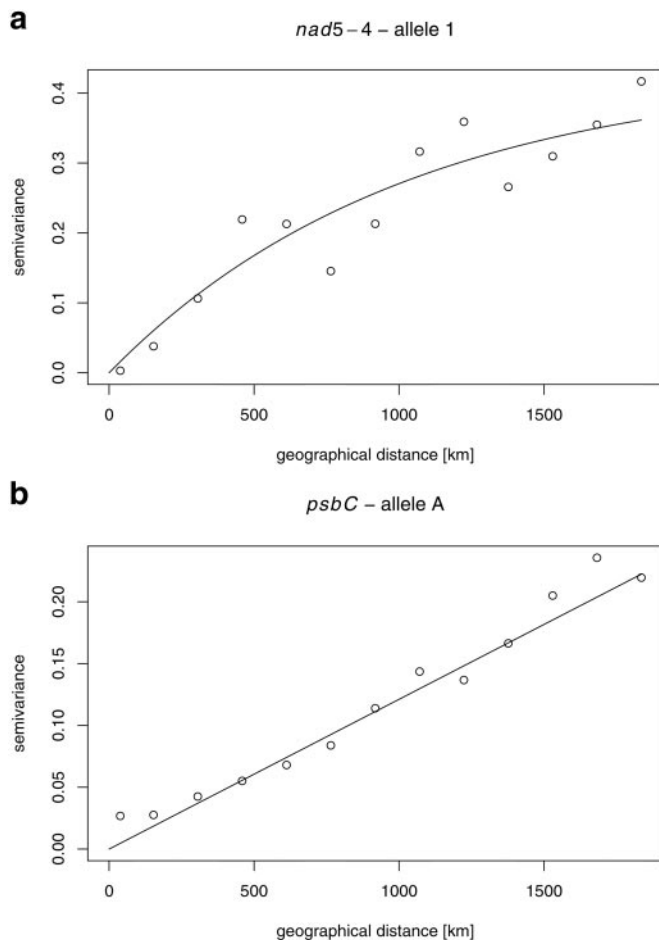 a
nad5–4 – allele 1
0.4
0.3
0.2
0.1
0.0
semivariance
0 500 1000 1500
geographical distance [km]
b
psbC – allele A
0.20
0.15
0.10
0.05
0.00
semivariance
0 500 1000 1500
geographical distance [km]